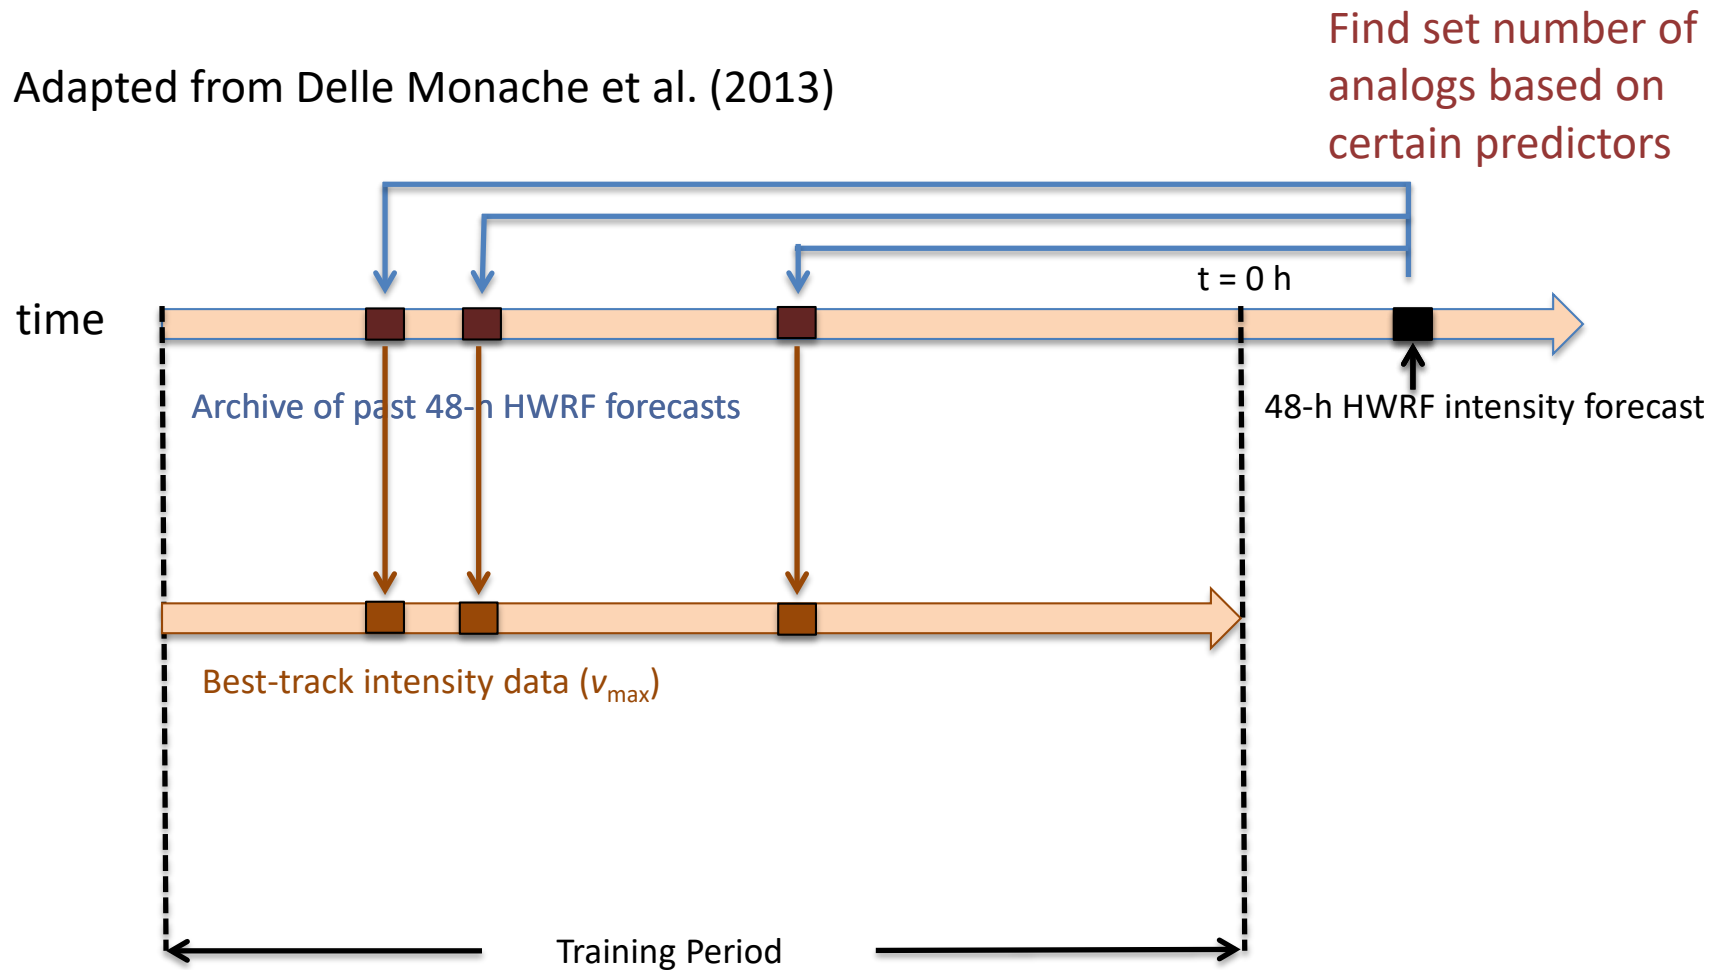 Find set number of
analogs based on
certain predictors
Adapted from Delle Monache et al. (2013)
t = 0 h
time
Archive of past 48-h HWRF forecasts
48-h HWRF intensity forecast
Best-track intensity data (vmax)
Training Period